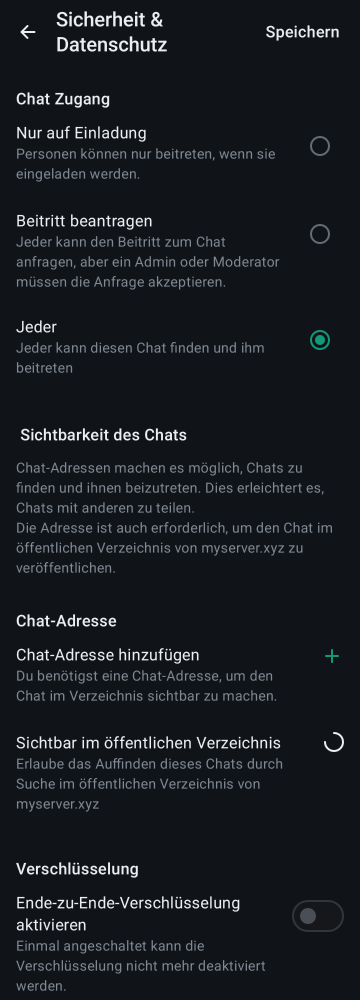 Sicherheit &
Datenschutz
Speichern
Chat Zugang
Nur auf Einladung
Personen können nur beitreten, wenn sie
eingeladen werden.
Beitritt beantragen
Jeder kann den Beitritt zum Chat
anfragen, aber ein Admin oder Moderator
müssen die Anfrage akzeptieren.
Jeder
Jeder kann diesen Chat finden und ihm
beitreten
Sichtbarkeit des Chats
Chat-Adressen machen es möglich, Chats zu
finden und ihnen beizutreten. Dies erleichtert es,
Chats mit anderen zu teilen.
Die Adresse ist auch erforderlich, um den Chat im
öffentlichen Verzeichnis von myserver.xyz zu
veröffentlichen.
Chat-Adresse
Chat-Adresse hinzufügen
Du benötigst eine Chat-Adresse, um den
Chat im Verzeichnis sichtbar zu machen.
Sichtbar im öffentlichen Verzeichnis
Erlaube das Auffinden dieses Chats durch
Suche im öffentlichen Verzeichnis von
myserver.xyz
Verschlüsselung
Ende-zu-Ende-Verschlüsselung
aktivieren
Einmal angeschaltet kann die
Verschlüsselung nicht mehr deaktiviert
werden.